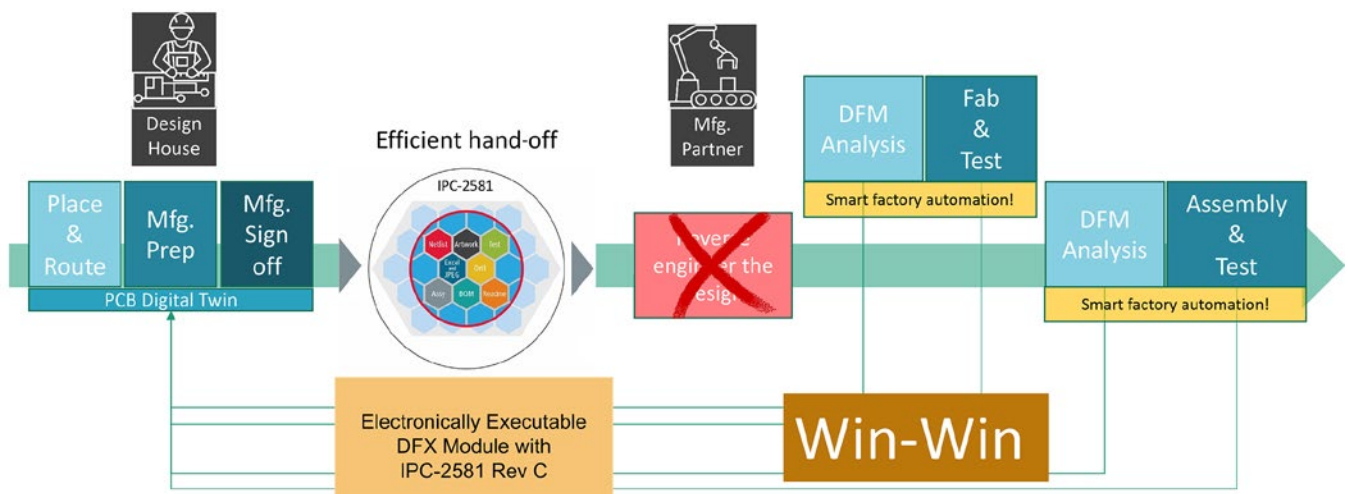 Design
House
Efficient hand-off
Mfg.
Partner
DFM
Analysis
Fab
&
Test
Smart factory automation!
Place
&
Route
Mfg.
Prep
Mfg.
Sign
off
PCB Digital Twin
IPC-2581
Netlist
Artwork
Test
Excel
and
JPEG
Assy
BOM
Readme
engineer the
DFM
Analysis
Assembly
&
Test
Smart factory automation!
Electronically Executable
DFX Module with
IPC-2581 Rev C
Win-Win